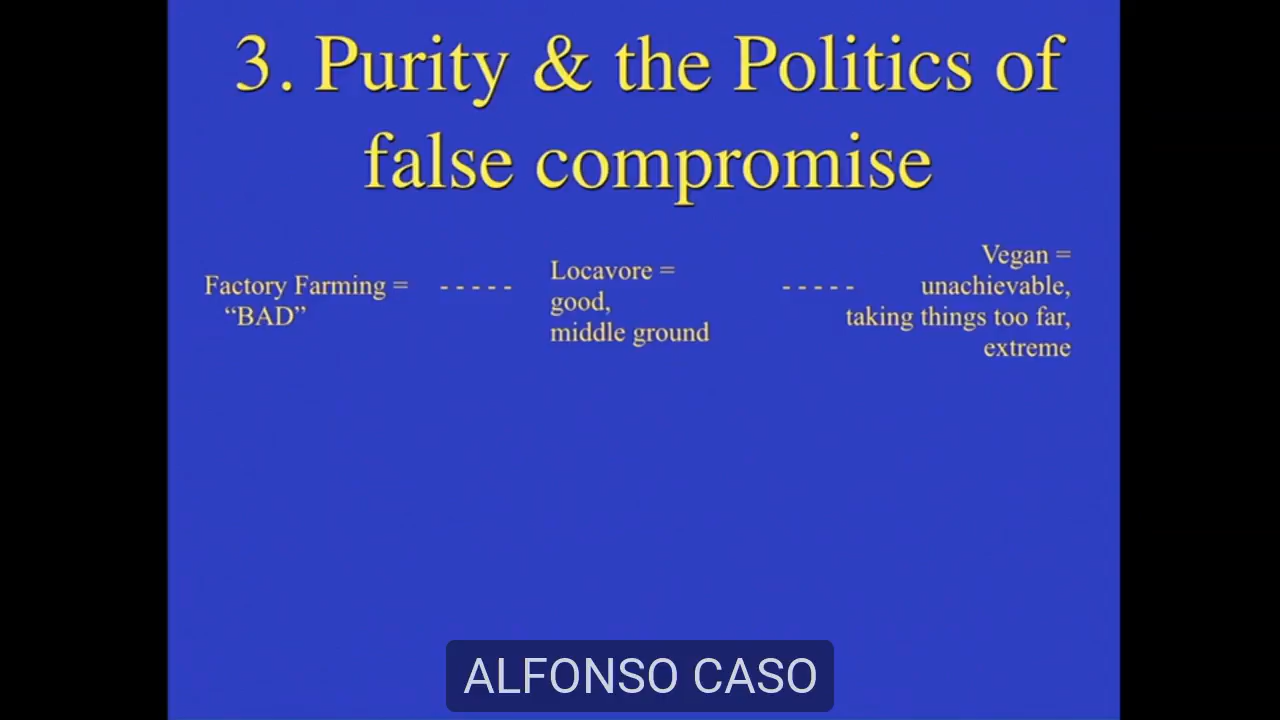 3. Purity & the Politics of
false compromise
Factory Farming =
“BAD”
- - - - -
Locavore =
good,
middle ground
- - - - -
Vegan =
unachievable,
taking things too far,
extreme
ALFONSO CASO